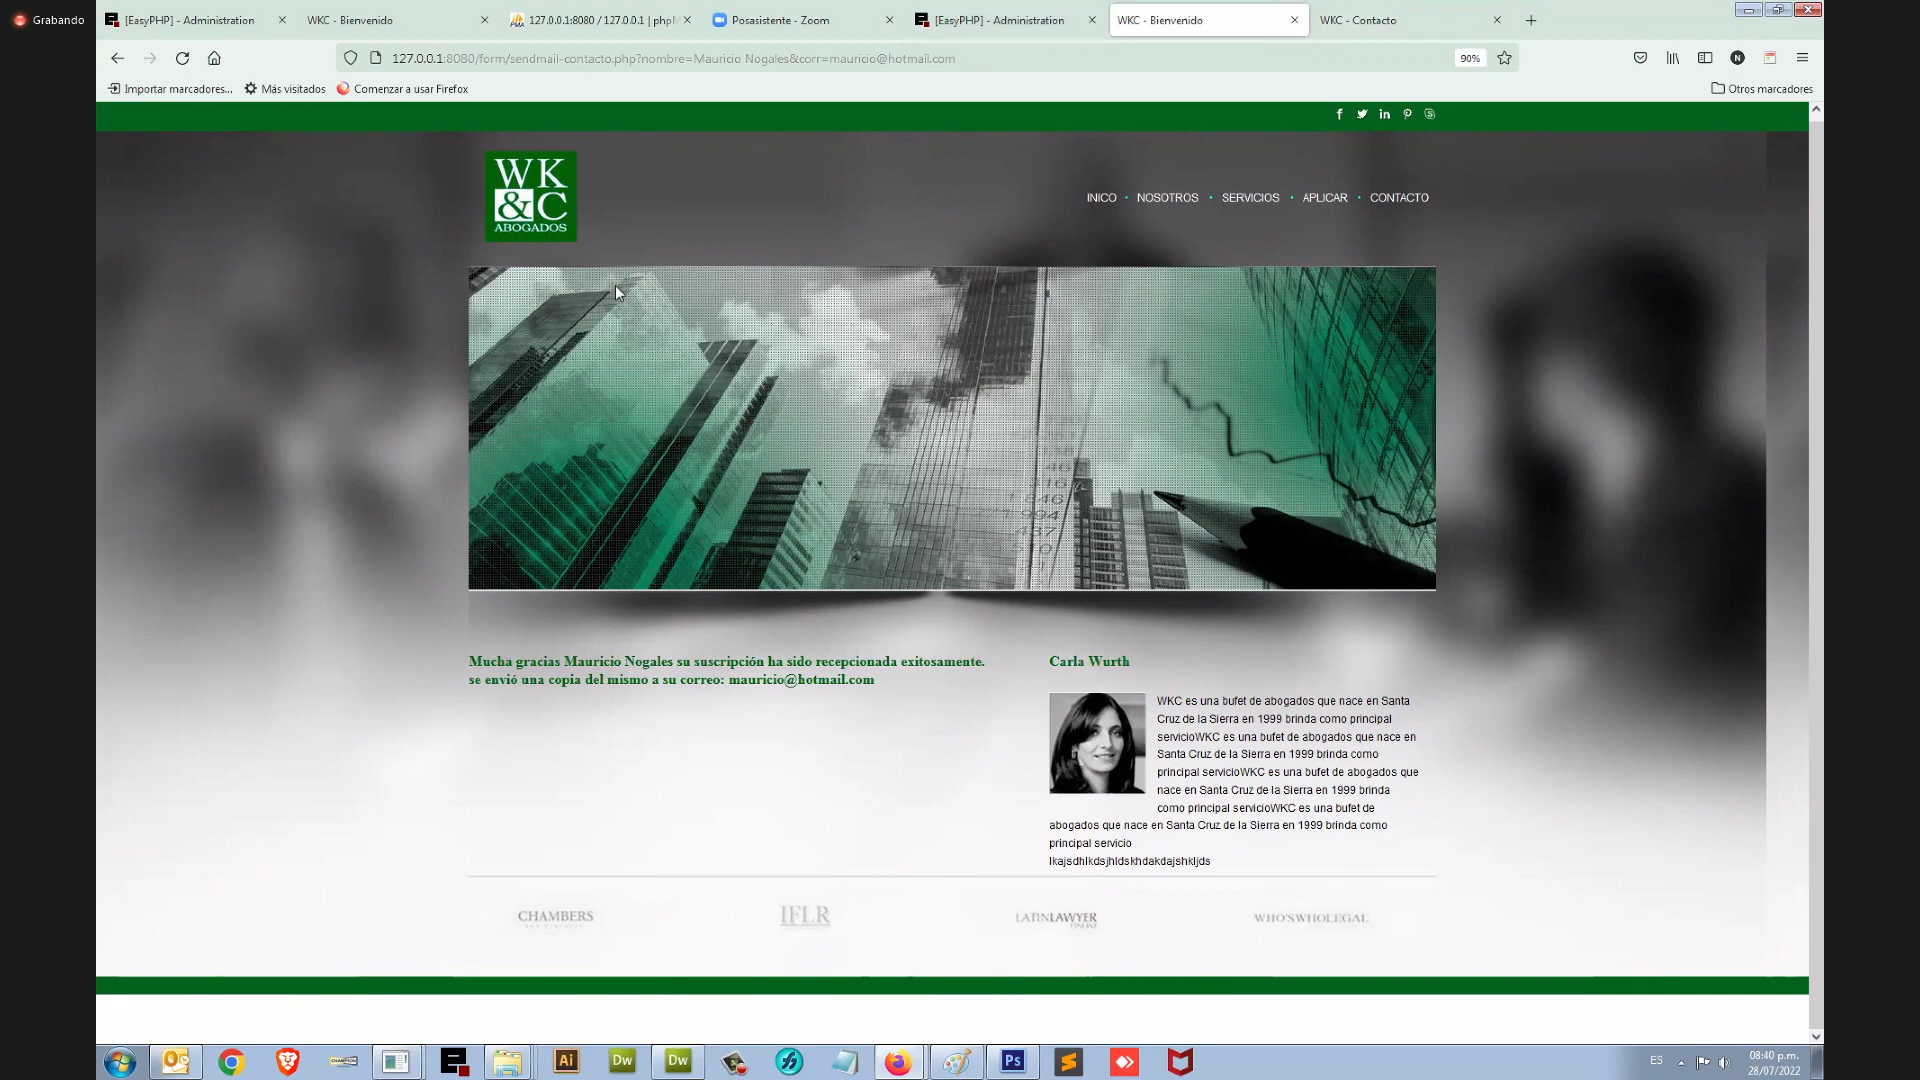 Grabando
[EasyPHP] - Administration
WKC - Bienvenido
127.0.0.1:8080 / 127.0.0.1 | phpM
Posasistente - Zoom
[EasyPHP] - Administration
WKC - Bienvenido
WKC - Contacto
127.0.0.1:8080/form/sendmail-contacto.php?nombre=Mauricio Nogales&corr=mauricio@hotmail.com
90%
Importar marcadores...
Más visitados
Comenzar a usar Firefox
Otros marcadores
WK
&C
ABOGADOS
INICO • NOSOTROS • SERVICIOS • APLICAR • CONTACTO
Mucha gracias Mauricio Nogales su suscripción ha sido recepcionada exitosamente.
se envió una copia del mismo a su correo: mauricio@hotmail.com
Carla Wurth
WKC es una bufet de abogados que nace en Santa
Cruz de la Sierra en 1999 brinda como principal
servicioWKC es una bufet de abogados que nace en
Santa Cruz de la Sierra en 1999 brinda como
principal servicioWKC es una bufet de abogados que
nace en Santa Cruz de la Sierra en 1999 brinda
como principal servicioWKC es una bufet de
abogados que nace en Santa Cruz de la Sierra en 1999 brinda como
principal servicio
lkajsdhlkdsjhldskhdakdajshkljds
CHAMBERS
IFLR
LATINLAWYER
ONLINE
WHO'SWHOLEGAL
Ai
Dw
Dw
Ps
ES
08:40 p.m.
28/07/2022